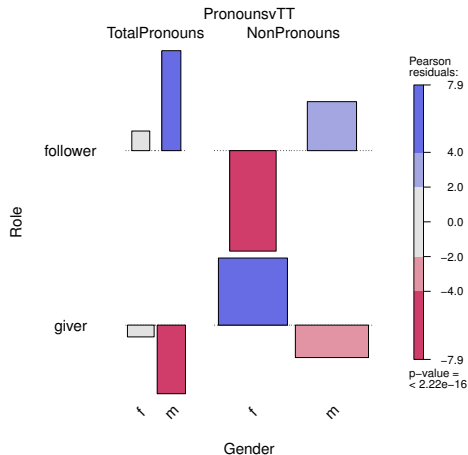 PronounsvTT
TotalPronouns NonPronouns
Pearson
residuals:
7.9
4.0
2.0
0.0
−2.0
−4.0
−7.9
p−value =
< 2.22e−16
Role
follower
giver
f m f m
Gender